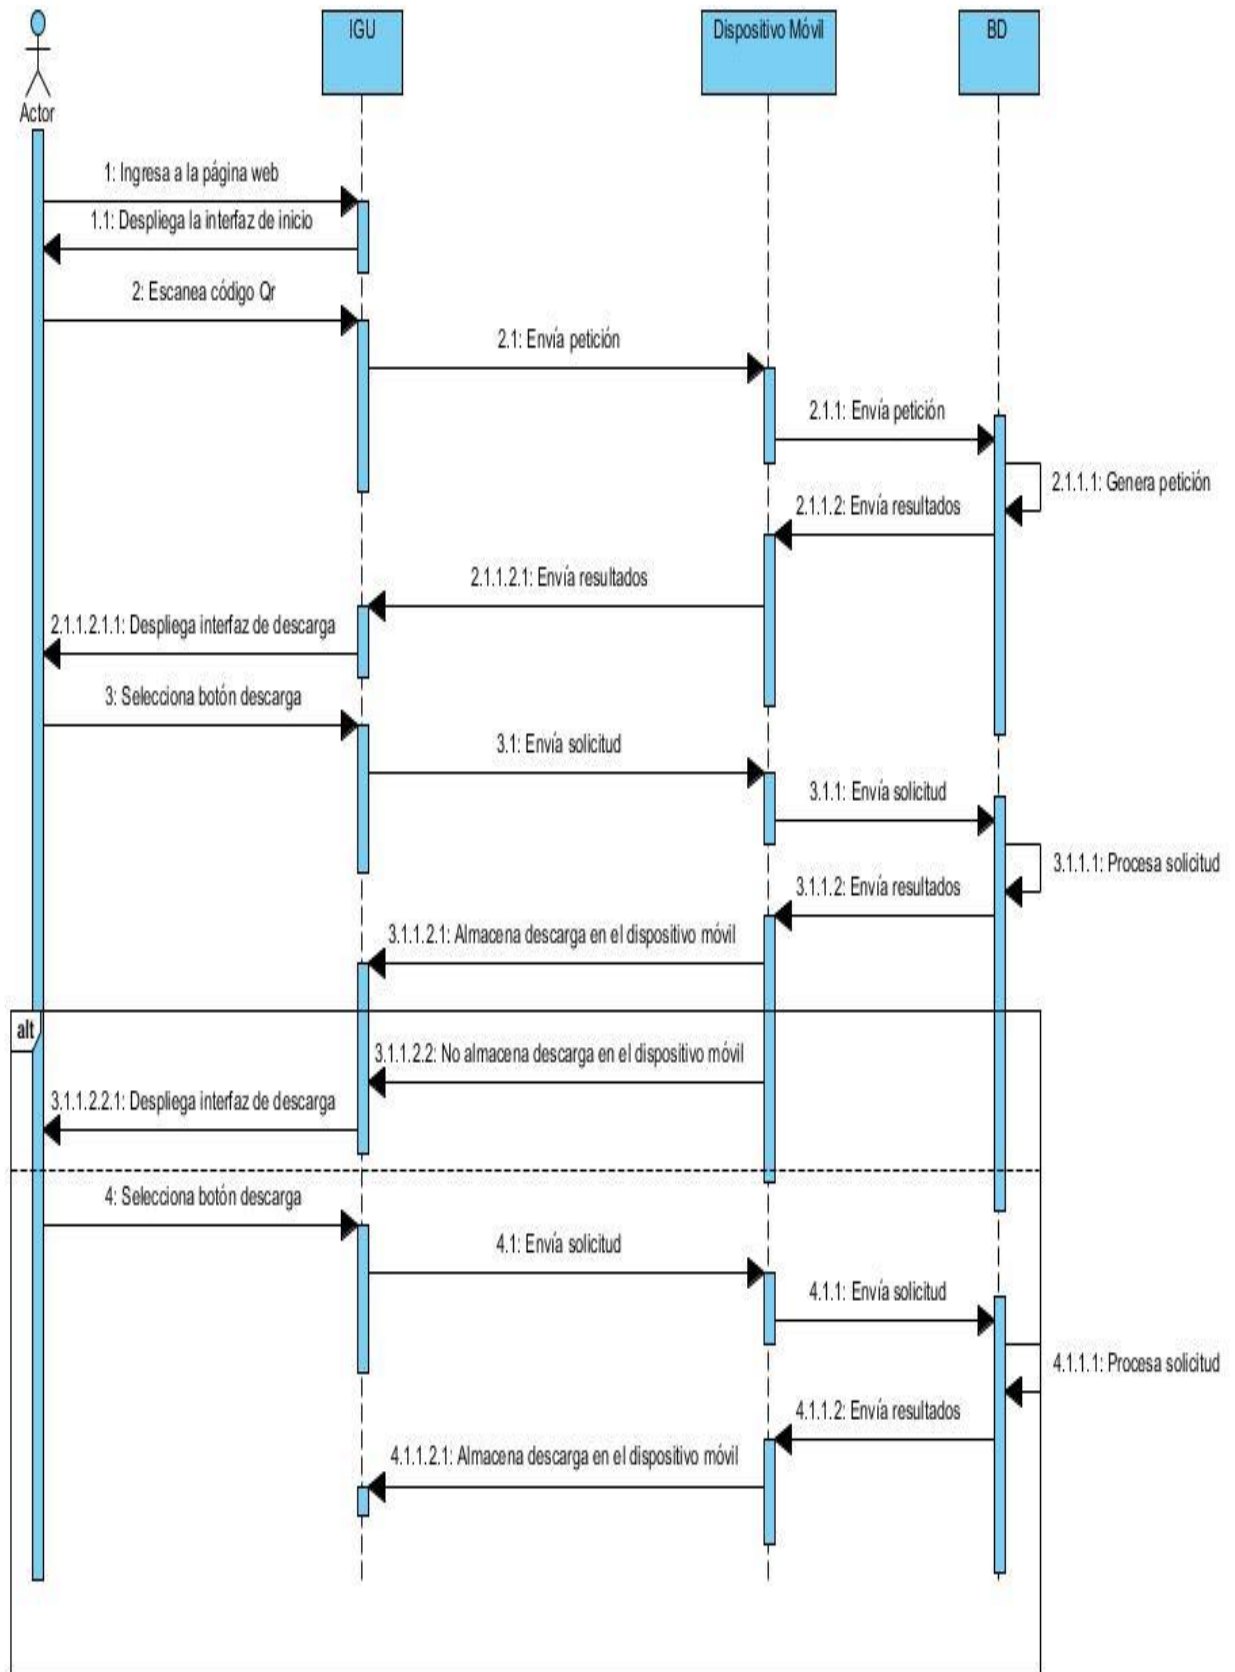 IGU
Dispositivo Móvil
BD
Actor
1: Ingresa a la página web
1.1: Despliega la interfaz de inicio
2: Escanea código Qr
2.1: Envía petición
2.1.1: Envía petición
2.1.1.1: Genera petición
2.1.1.2: Envía resultados
2.1.1.2.1: Envía resultados
2.1.1.2.1.1: Despliega interfaz de descarga
3: Selecciona botón descarga
3.1: Envía solicitud
3.1.1: Envía solicitud
3.1.1.1: Procesa solicitud
3.1.1.2: Envía resultados
3.1.1.2.1: Almacena descarga en el dispositivo móvil
alt
3.1.1.2.2: No almacena descarga en el dispositivo móvil
3.1.1.2.2.1: Despliega interfaz de descarga
4: Selecciona botón descarga
4.1: Envía solicitud
4.1.1: Envía solicitud
4.1.1.1: Procesa solicitud
4.1.1.2: Envía resultados
4.1.1.2.1: Almacena descarga en el dispositivo móvil